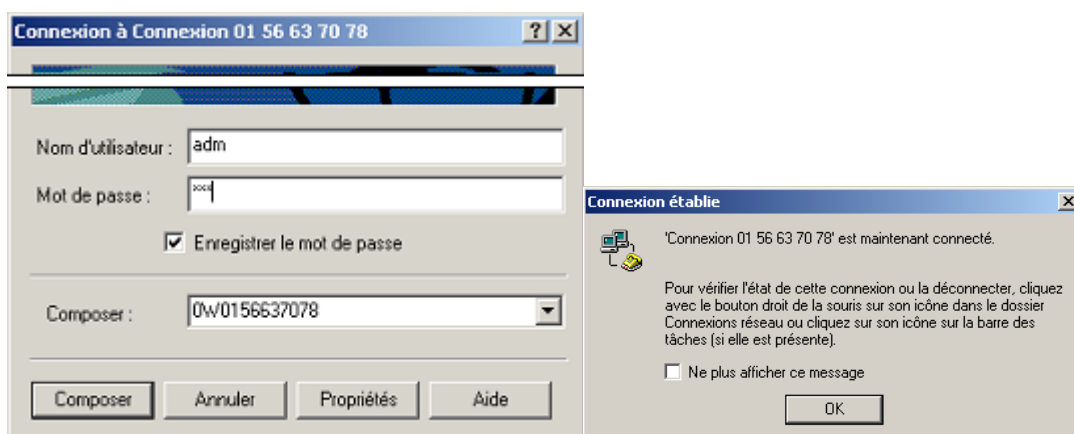 Connexion à Connexion 01 56 63 70 78
Nom d'utilisateur : adm
Mot de passe : xxx
Enregistrer le mot de passe
Composer : 0W0156637078
Composer Annuler Propriétés Aide
Connexion établie
'Connexion 01 56 63 70 78' est maintenant connecté.
Pour vérifier l'état de cette connexion ou la déconnecter, cliquez
avec le bouton droit de la souris sur son icône dans le dossier
Connexions réseau ou cliquez sur son icône sur la barre des
tâches (si elle est présente).
Ne plus afficher ce message
OK